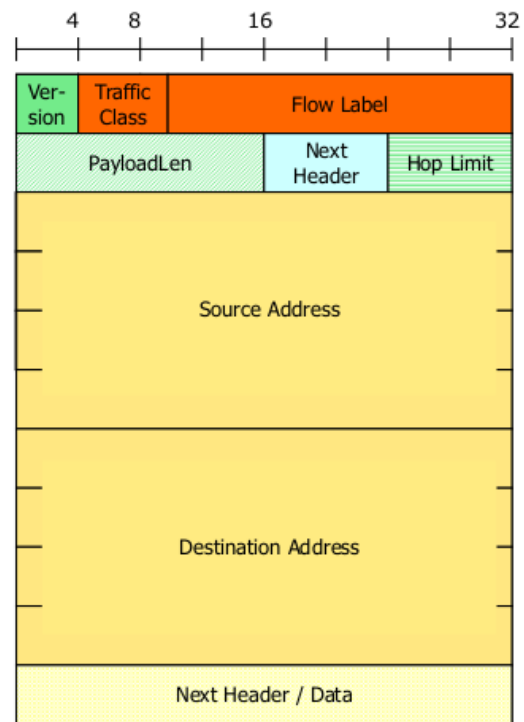 4 8 16 32
Ver-
sion
Traffic
Class
Flow Label
PayloadLen
Next
Header
Hop Limit
Source Address
Destination Address
Next Header / Data